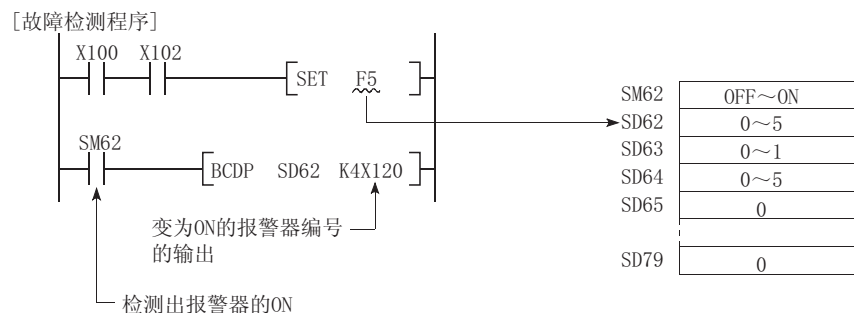 [故障检测程序]
X100 X102
SET F5
SM62
BCDP SD62 K4X120
变为ON的报警器编号
的输出
检测出报警器的ON
SM62 OFF～ON
SD62 0～5
SD63 0～1
SD64 0～5
SD65 0
SD79 0